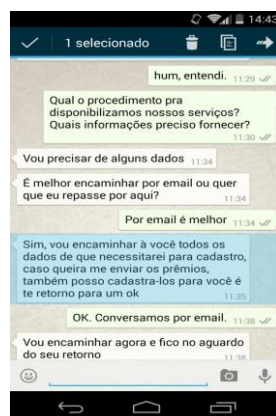 14:43
1 selecionado
hum, entendi. 11:29
Qual o procedimento pra
disponibilizamos nossos serviços?
Quais informações preciso fornecer?
11:30
Vou precisar de alguns dados 11:34
É melhor encaminhar por email ou quer
que eu repasse por aqui? 11:34
Por email é melhor 11:34
Sim, vou encaminhar à você todos os
dados de que necessitarei para cadastro,
caso queira me enviar os prêmios,
também posso cadastra-los para você é
te retorno para um ok 11:35
OK. Conversamos por email. 11:38
Vou encaminhar agora e fico no aguardo
do seu retorno 11:38